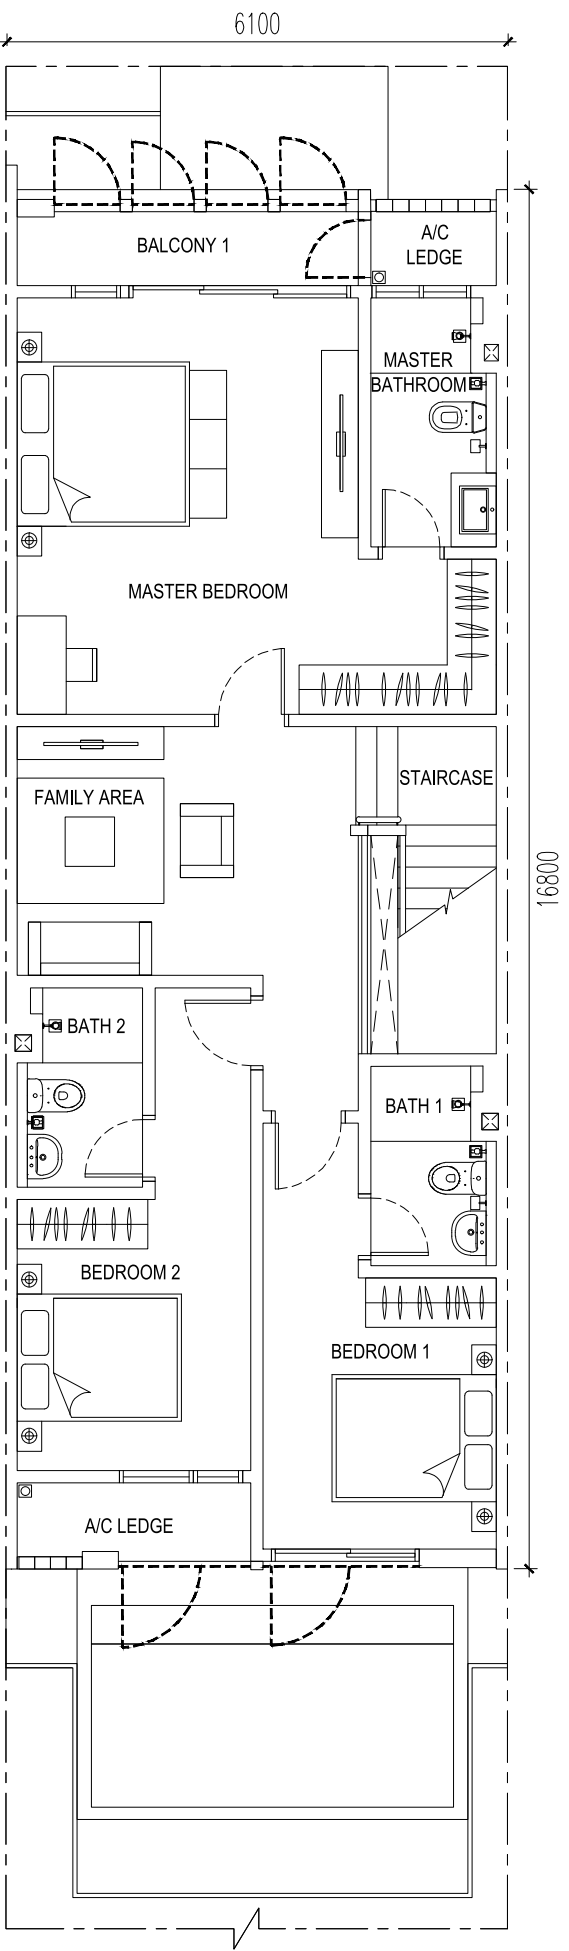 6100
BALCONY 1
A/C
LEDGE
MASTER
BATHROOM
MASTER BEDROOM
STAIRCASE
FAMILY AREA
16800
BATH 2
BATH 1
BEDROOM 2
BEDROOM 1
A/C LEDGE